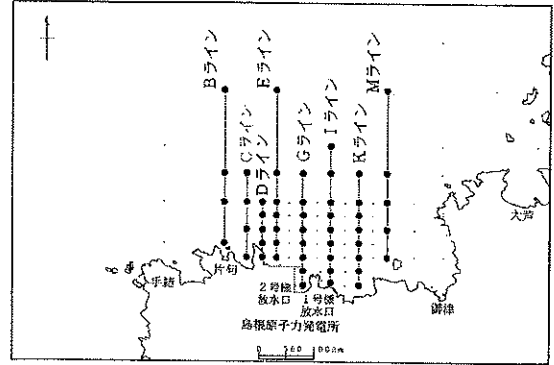 Bライン
Cライン
Dライン
Eライン
Gライン
Iライン
Kライン
Mライン
大芦
片句
手結
御津
2号機
放水口
1号機
放水口
島根原子力発電所
0 500 1000m